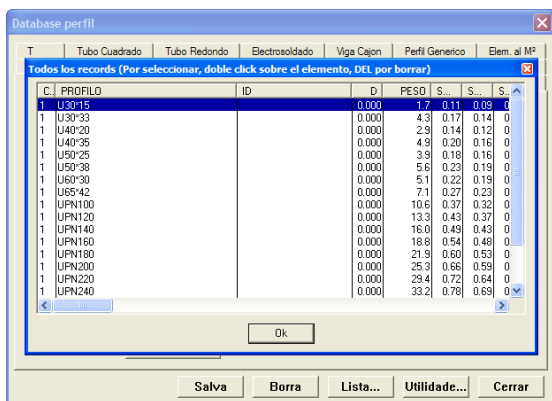 Database perfil
T Tubo Cuadrado Tubo Redondo Electrosoldado Viga Cajon Perfil Generico Elem. al M²
Todos los records (Por seleccionar, doble click sobre el elemento, DEL por borrar)
C. PROFILO ID D PESO S... S... S..
1 U30*15 0.000 1.7 0.11 0.09 0
1 U30*33 0.000 4.3 0.17 0.14 0
1 U40*20 0.000 2.9 0.14 0.12 0
1 U40*35 0.000 4.9 0.20 0.16 0
1 U50*25 0.000 3.9 0.18 0.16 0
1 U50*38 0.000 5.6 0.23 0.19 0
1 U60*30 0.000 5.1 0.22 0.19 0
1 U65*42 0.000 7.1 0.27 0.23 0
1 UPN100 0.000 10.6 0.37 0.32 0
1 UPN120 0.000 13.3 0.43 0.37 0
1 UPN140 0.000 16.0 0.49 0.43 0
1 UPN160 0.000 18.8 0.54 0.48 0
1 UPN180 0.000 21.9 0.60 0.53 0
1 UPN200 0.000 25.3 0.66 0.59 0
1 UPN220 0.000 29.4 0.72 0.64 0
1 UPN240 0.000 33.2 0.78 0.69 0
Ok
Salva Borra Lista... Utilidade... Cerrar